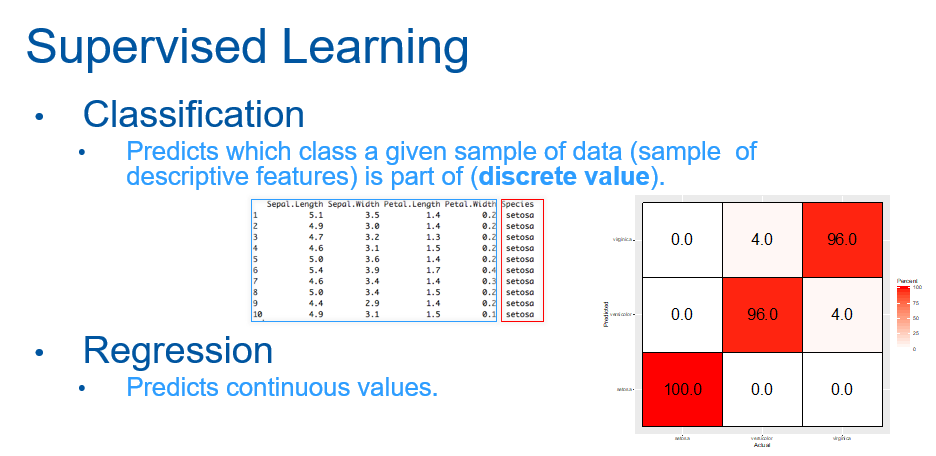 Supervised Learning
• Classification
• Predicts which class a given sample of data (sample of
descriptive features) is part of (discrete value).
Sepal.Length Sepal.Width Petal.Length Petal.Width Species
1 5.1 3.5 1.4 0.2 setosa
2 4.9 3.0 1.4 0.2 setosa
3 4.7 3.2 1.3 0.2 setosa
4 4.6 3.1 1.5 0.2 setosa
5 5.0 3.6 1.4 0.2 setosa
6 5.4 3.9 1.7 0.4 setosa
7 4.6 3.4 1.4 0.3 setosa
8 5.0 3.4 1.5 0.2 setosa
9 4.4 2.9 1.4 0.2 setosa
10 4.9 3.1 1.5 0.1 setosa
Predicted
virginica 0.0 4.0 96.0
versicolor 0.0 96.0 4.0
setosa 100.0 0.0 0.0
setosa versicolor virginica
Actual
Percent
100
75
50
25
0
• Regression
• Predicts continuous values.